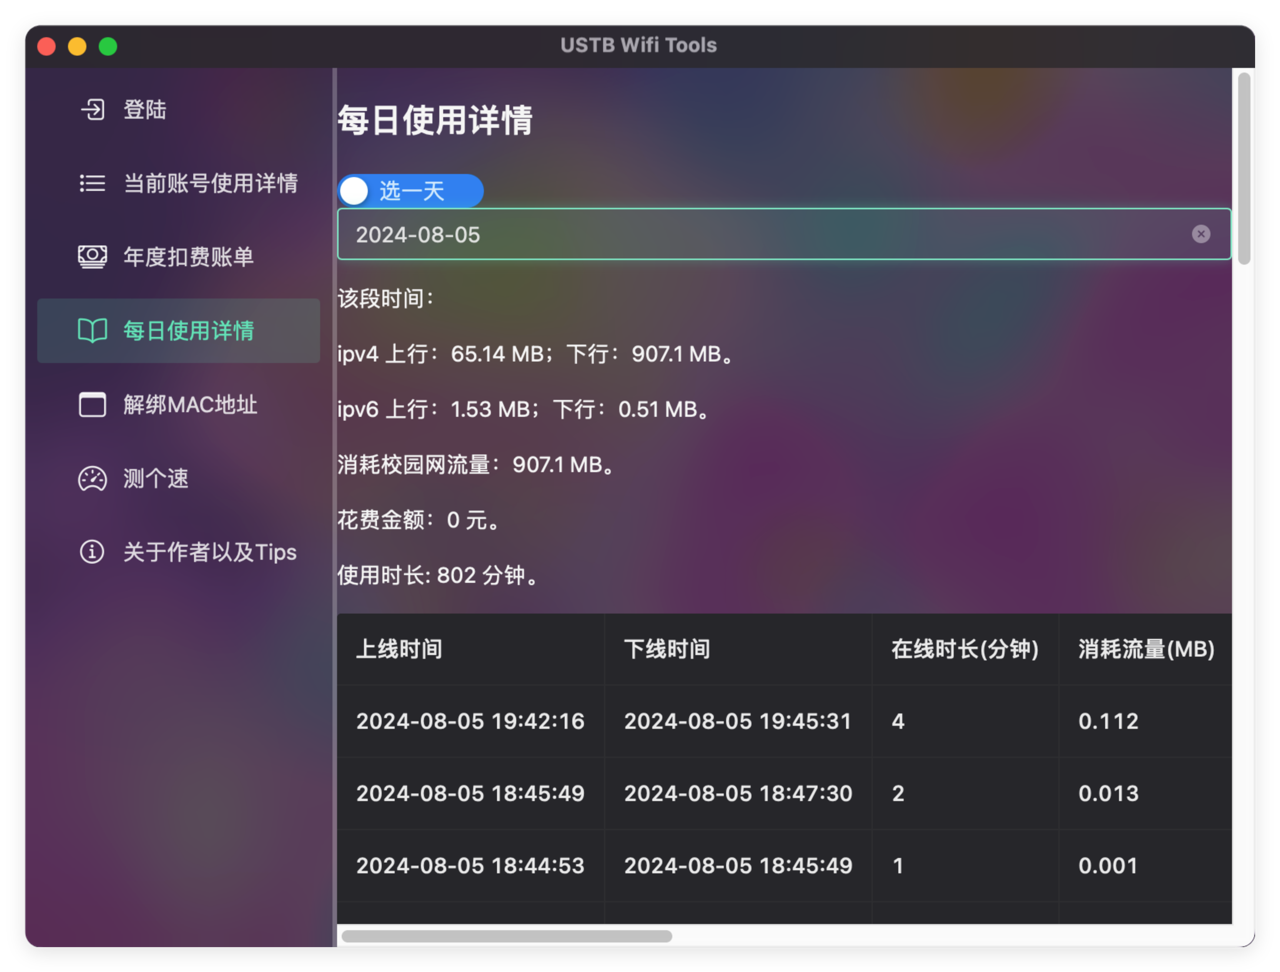 USTB Wifi Tools
登陆
当前账号使用详情
年度扣费账单
每日使用详情
解绑MAC地址
测个速
关于作者以及Tips
每日使用详情
选一天
2024-08-05
该段时间：
ipv4 上行：65.14 MB；下行：907.1 MB。
ipv6 上行：1.53 MB；下行：0.51 MB。
消耗校园网流量：907.1 MB。
花费金额：0 元。
使用时长: 802 分钟。
上线时间 下线时间 在线时长(分钟) 消耗流量(MB)
2024-08-05 19:42:16 2024-08-05 19:45:31 4 0.112
2024-08-05 18:45:49 2024-08-05 18:47:30 2 0.013
2024-08-05 18:44:53 2024-08-05 18:45:49 1 0.001